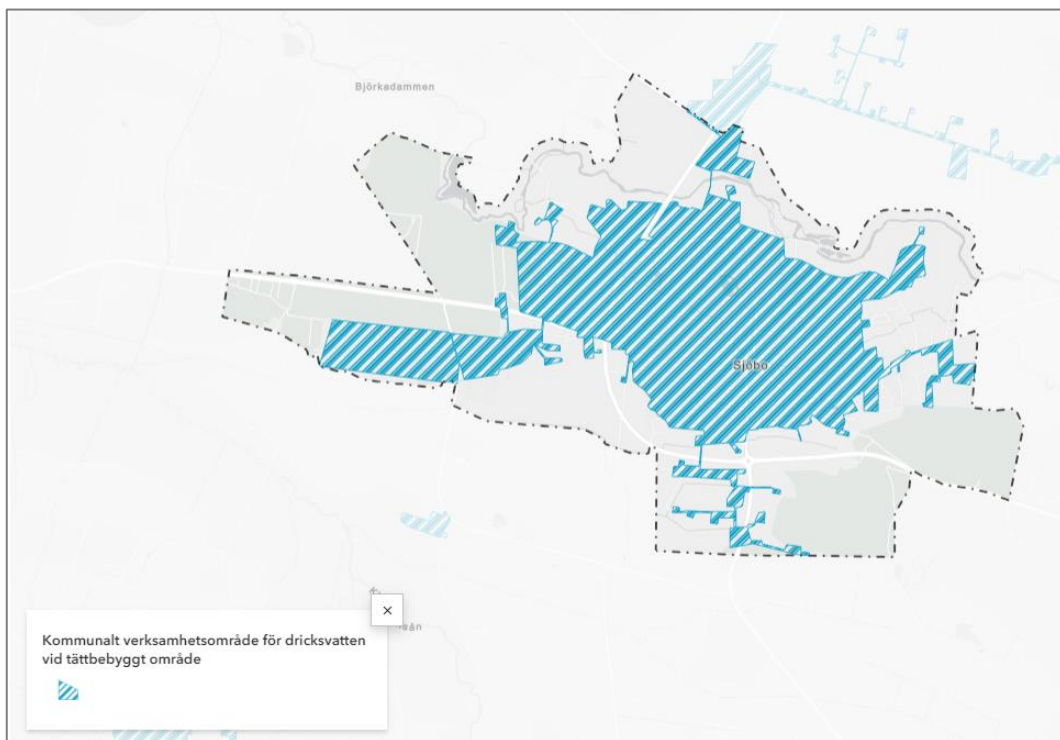 Björkadammen
Sjöbo
×
Kommunalt verksamhetsområde för dricksvatten
vid tättbebyggt område